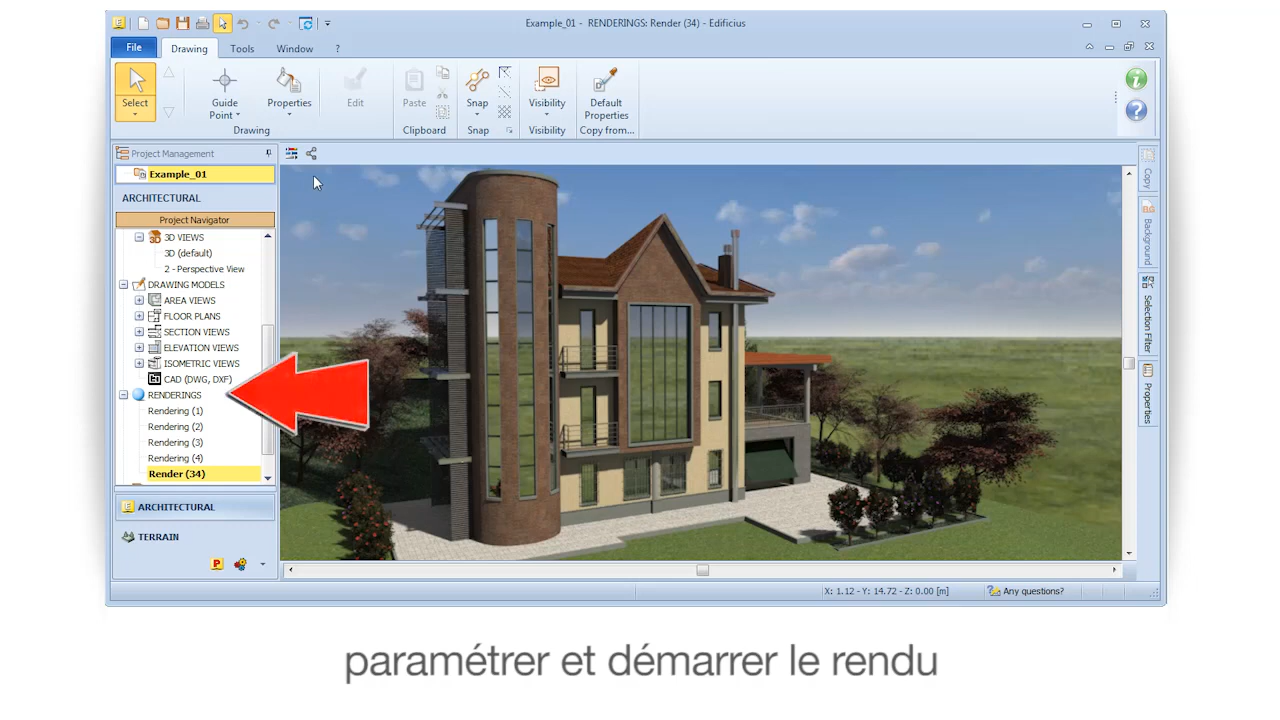 Example_01 - RENDERINGS: Render (34) - Edificius
File
Drawing
Tools
Window
?
Select
Guide
Point
Properties
Edit
Paste
Snap
Visibility
Default
Properties
Drawing
Clipboard
Snap
Visibility
Copy from...
Project Management
Example_01
ARCHITECTURAL
Project Navigator
3D VIEWS
3D (default)
2 - Perspective View
DRAWING MODELS
AREA VIEWS
FLOOR PLANS
SECTION VIEWS
ELEVATION VIEWS
ISOMETRIC VIEWS
CAD (DWG, DXF)
RENDERINGS
Rendering (1)
Rendering (2)
Rendering (3)
Rendering (4)
Render (34)
ARCHITECTURAL
TERRAIN
Copy
Background
Selection Filter
Properties
X: 1.12 - Y: 14.72 - Z: 0.00 [m]
Any questions?
paramétrer et démarrer le rendu